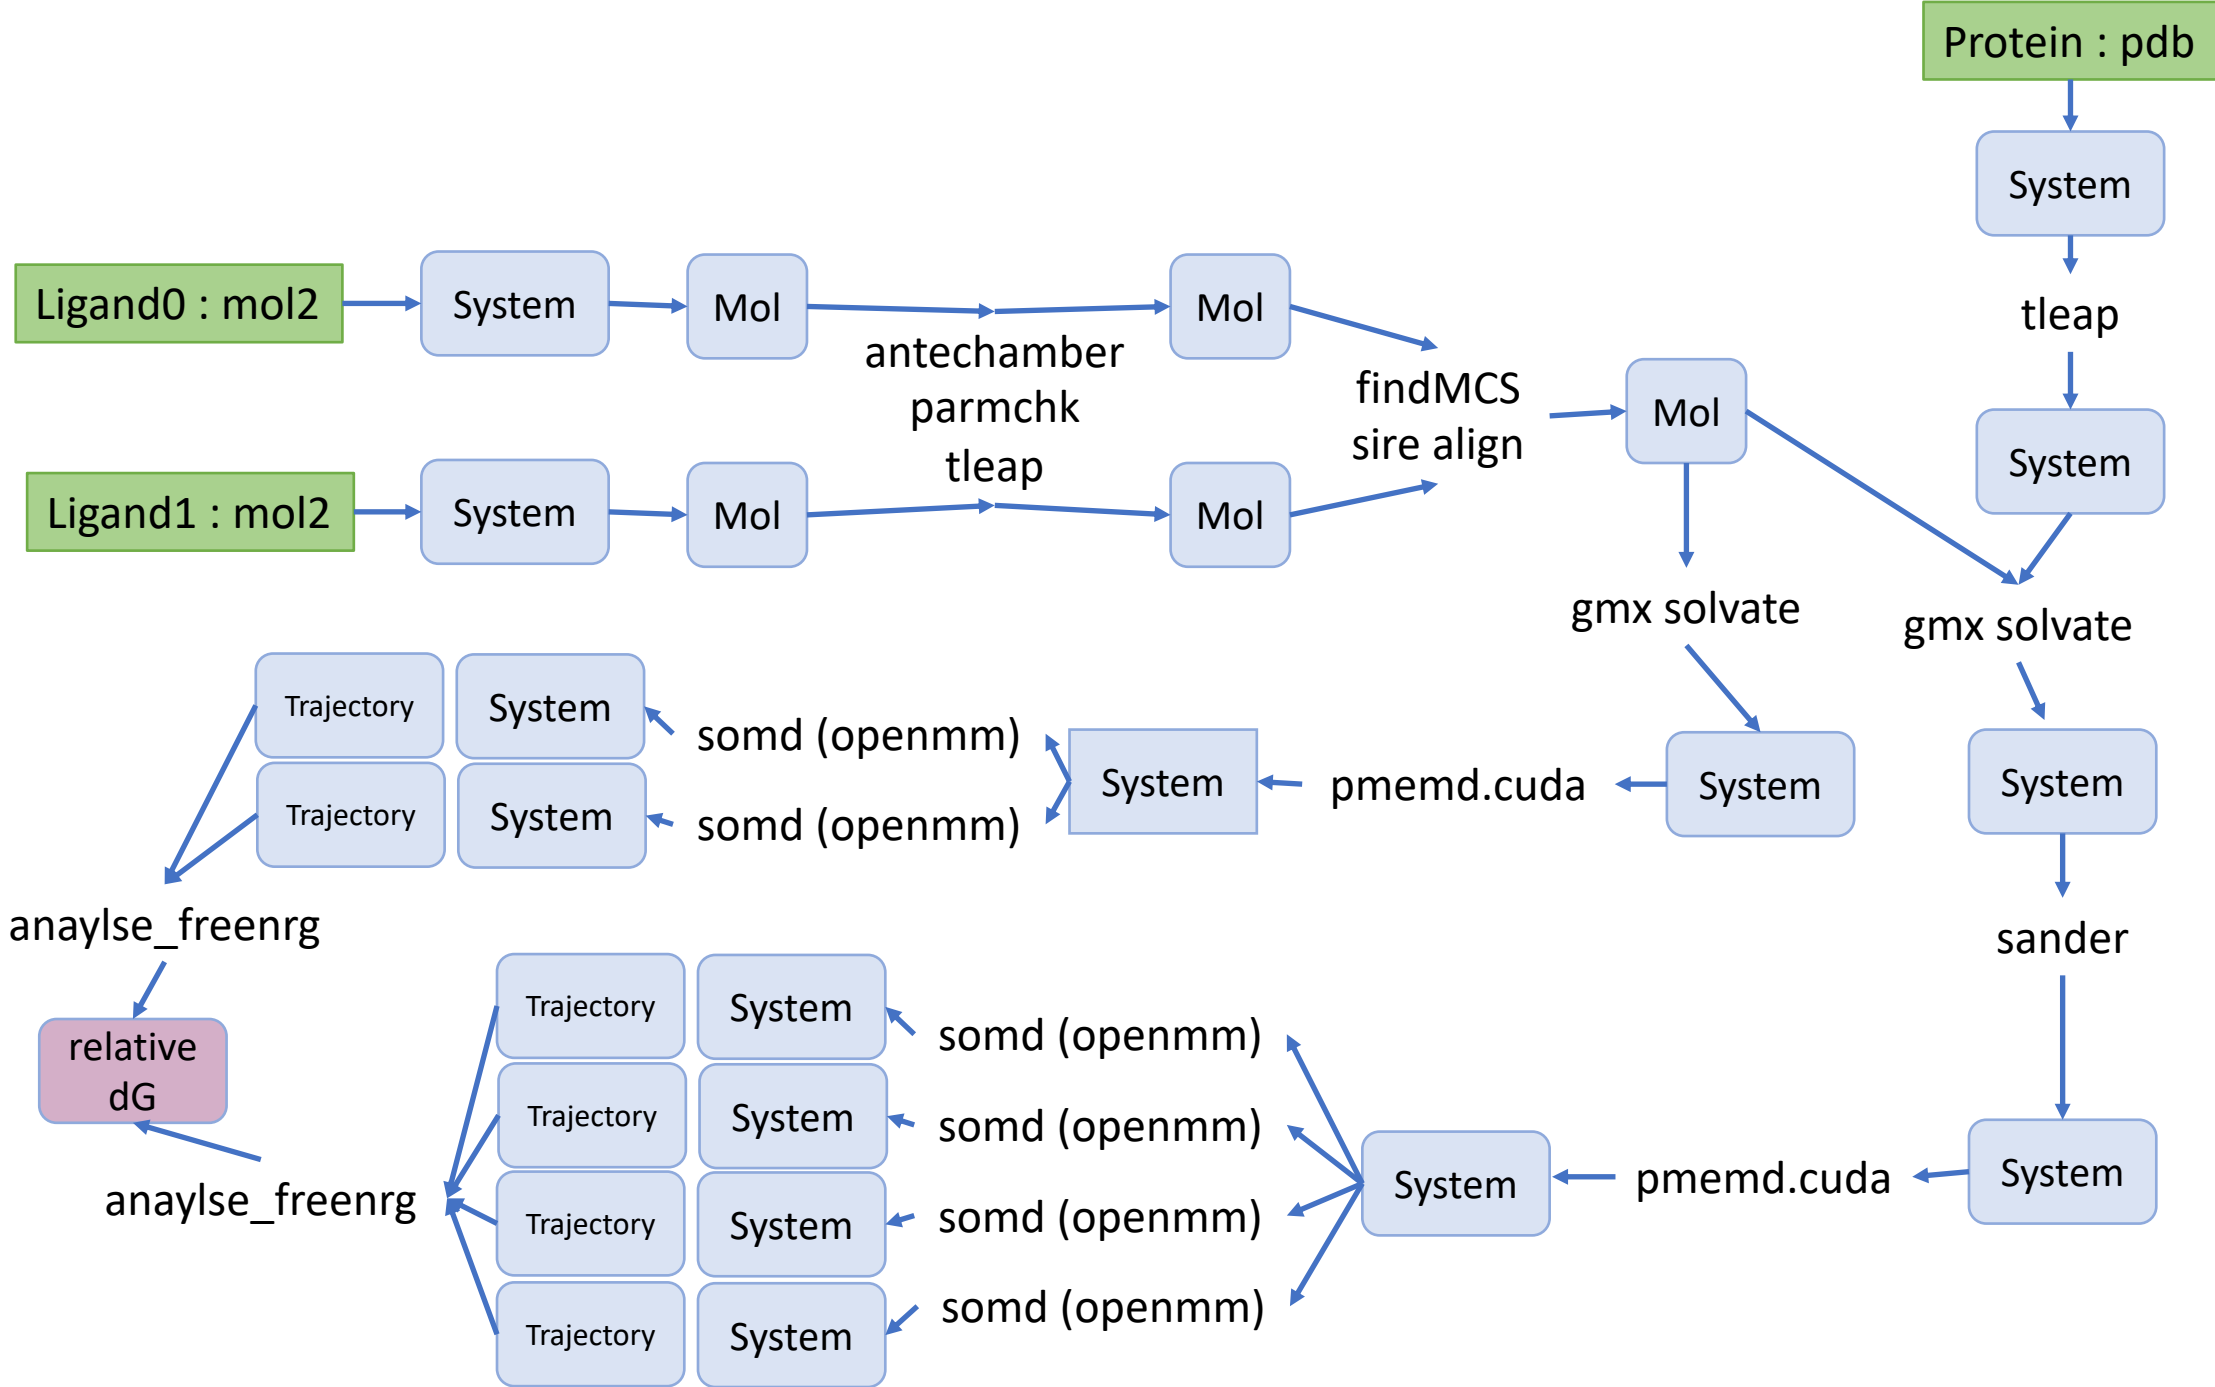 Protein : pdb
System
tleap
System
Ligand0 : mol2
System
Mol
antechamber
parmchk
tleap
Mol
findMCS
sire align
Mol
Ligand1 : mol2
System
Mol
Mol
gmx solvate
gmx solvate
Trajectory
System
somd (openmm)
System
pmemd.cuda
System
System
Trajectory
System
somd (openmm)
anaylse_freenrg
sander
relative
dG
Trajectory
System
somd (openmm)
Trajectory
System
somd (openmm)
System
pmemd.cuda
System
anaylse_freenrg
Trajectory
System
somd (openmm)
Trajectory
System
somd (openmm)